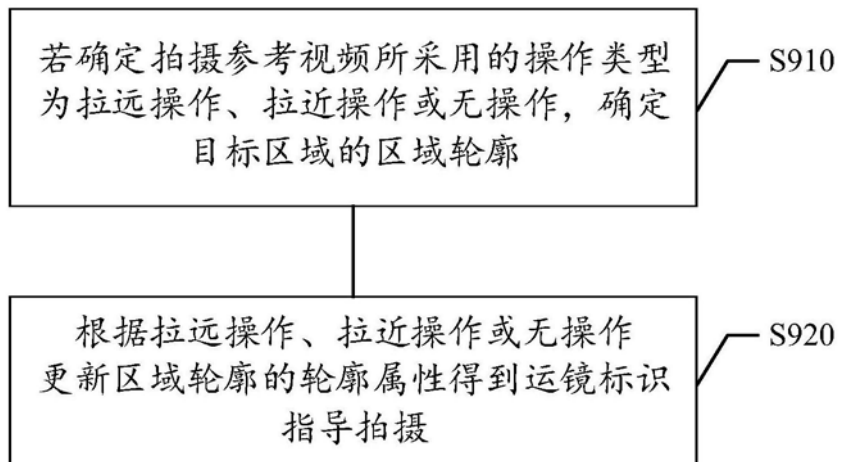 若确定拍摄参考视频所采用的操作类型
为拉远操作、拉近操作或无操作，确定
目标区域的区域轮廓
S910
根据拉远操作、拉近操作或无操作
更新区域轮廓的轮廓属性得到运镜标识
指导拍摄
S920